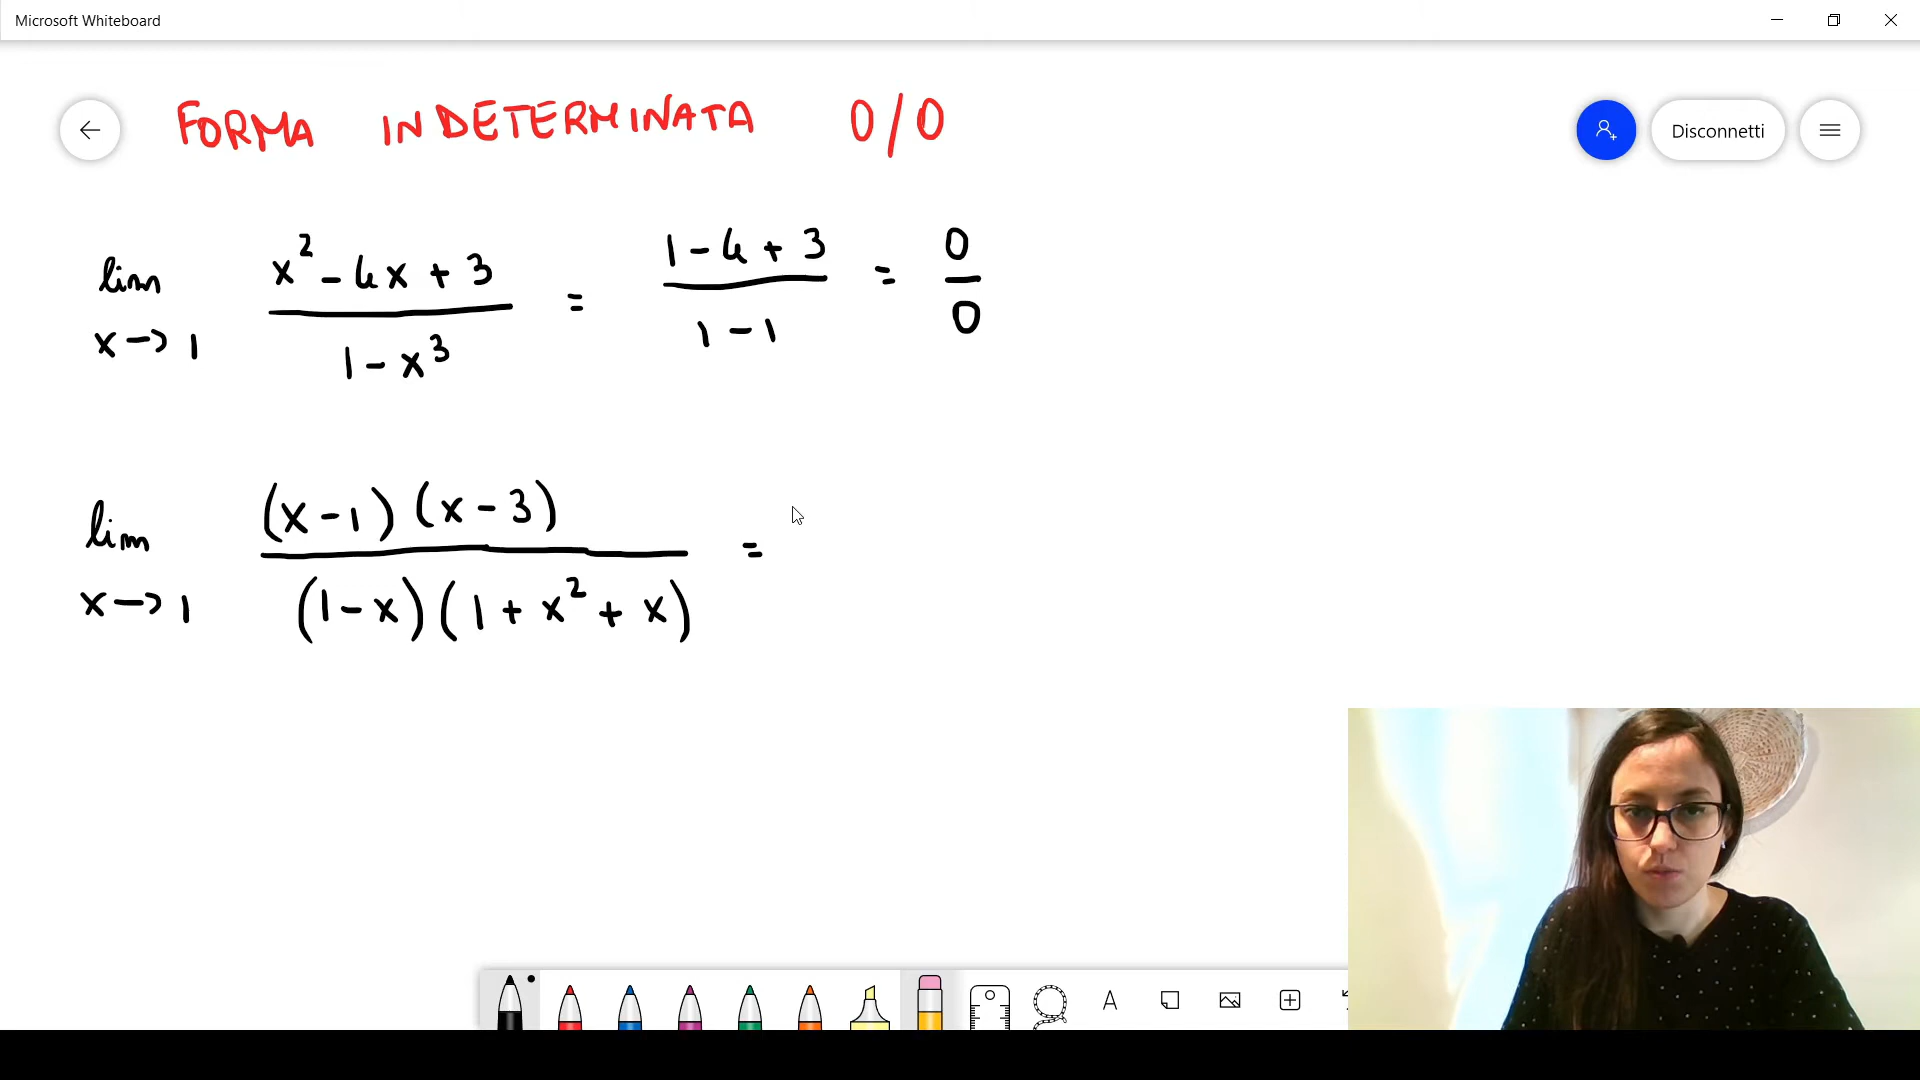 Microsoft Whiteboard
FORMA INDETERMINATA 0/0
Disconnetti
lim x→1 (x² - 4x + 3)/(1 - x³) = (1 - 4 + 3)/(1 - 1) = 0/0
lim x→1 ((x - 1)(x - 3))/((1 - x)(1 + x² + x)) =
A